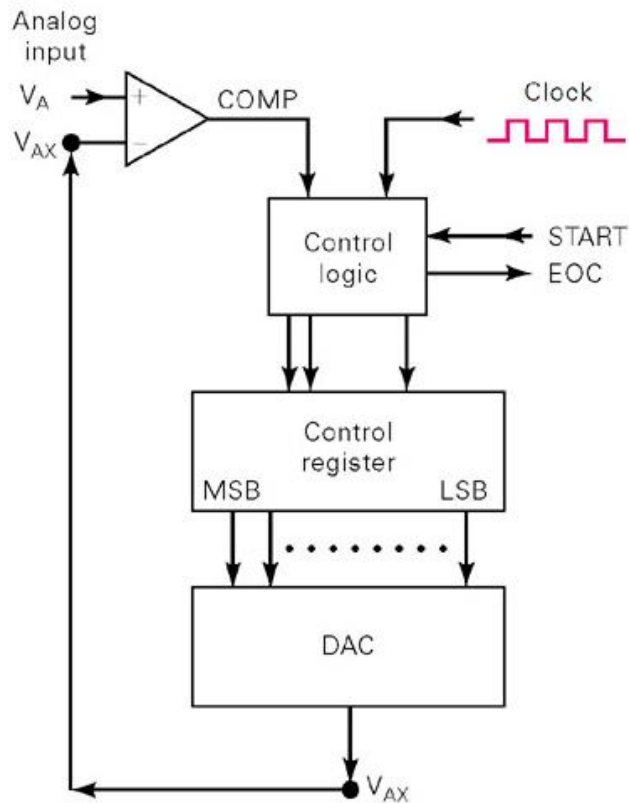 Analog
input
V_A
+
COMP
Clock
V_AX
−
Control
logic
START
EOC
Control
register
MSB
LSB
DAC
V_AX